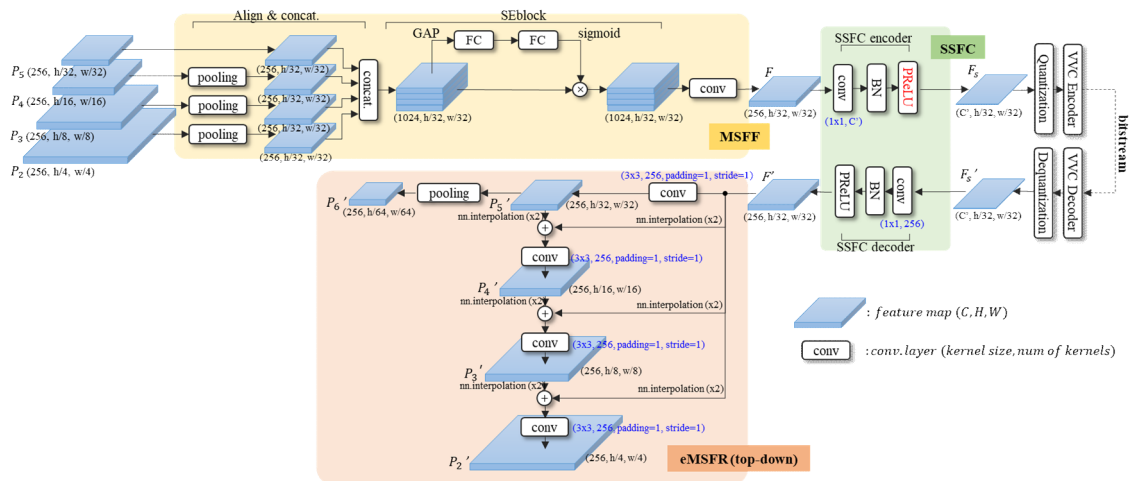 Align & concat.
SEblock
GAP
FC
FC
sigmoid
SSFC encoder
SSFC
P5 (256, h/32, w/32)
pooling
(256, h/32, w/32)
P4 (256, h/16, w/16)
pooling
(256, h/32, w/32)
P3 (256, h/8, w/8)
pooling
(256, h/32, w/32)
P2 (256, h/4, w/4)
(256, h/32, w/32)
concat.
(1024, h/32, w/32)
×
(1024, h/32, w/32)
conv
MSFF
F
(256, h/32, w/32)
conv
BN
PReLU
(1x1, C')
Fs
(C', h/32, w/32)
Quantization
VVC Encoder
bitstream
VVC Decoder
Dequantization
Fs'
(C', h/32, w/32)
conv
BN
PReLU
(1x1, 256)
SSFC decoder
F'
(256, h/32, w/32)
(3x3, 256, padding=1, stride=1)
conv
P5 '
(256, h/32, w/32)
pooling
P6 '
(256, h/64, w/64)
nn.interpolation (x2)
nn.interpolation (x2)
+
conv
(3x3, 256, padding=1, stride=1)
P4 '
(256, h/16, w/16)
nn.interpolation (x2)
nn.interpolation (x2)
+
conv
(3x3, 256, padding=1, stride=1)
P3 '
(256, h/8, w/8)
nn.interpolation (x2)
nn.interpolation (x2)
+
conv
(3x3, 256, padding=1, stride=1)
P2 '
(256, h/4, w/4)
eMSFR (top-down)
: feature map (C, H, W)
conv
: conv. layer (kernel size, num of kernels)